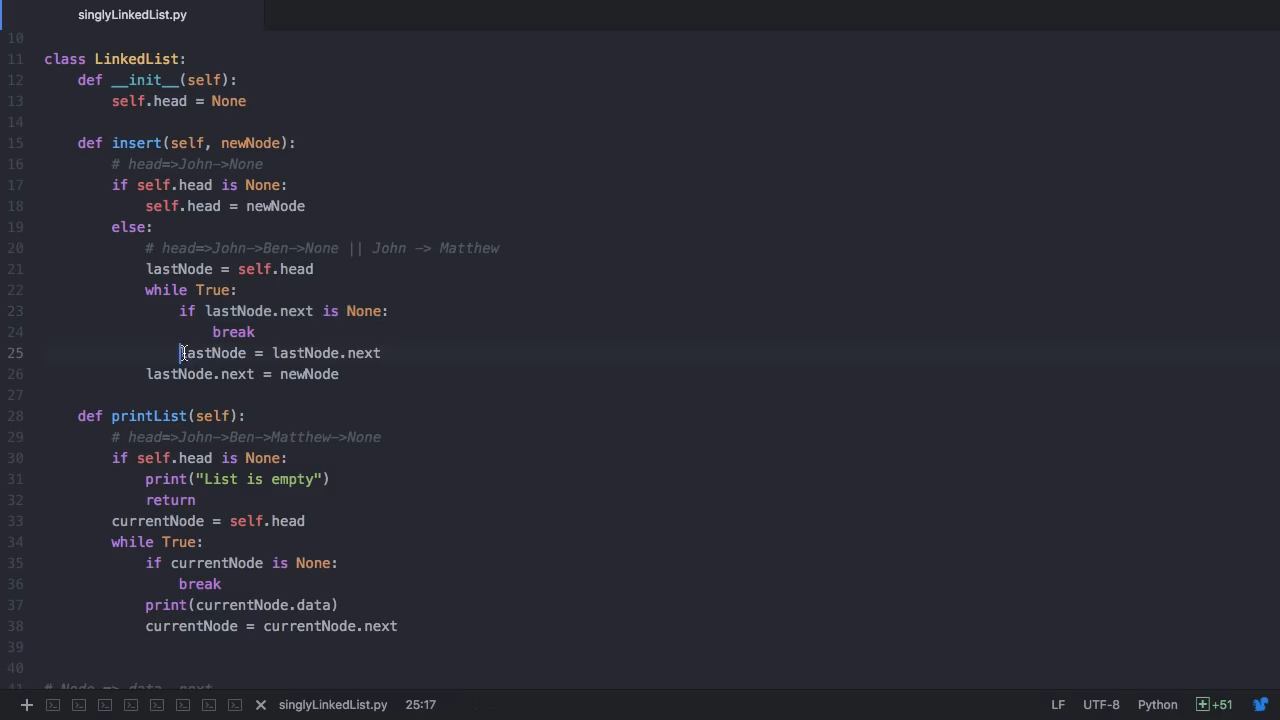 singlyLinkedList.py
10
11 class LinkedList:
12     def __init__(self):
13         self.head = None
14
15     def insert(self, newNode):
16         # head=>John->None
17         if self.head is None:
18             self.head = newNode
19         else:
20             # head=>John->Ben->None || John -> Matthew
21             lastNode = self.head
22             while True:
23                 if lastNode.next is None:
24                     break
25                 lastNode = lastNode.next
26             lastNode.next = newNode
27
28     def printList(self):
29         # head=>John->Ben->Matthew->None
30         if self.head is None:
31             print("List is empty")
32             return
33         currentNode = self.head
34         while True:
35             if currentNode is None:
36                 break
37             print(currentNode.data)
38             currentNode = currentNode.next
39
40
41 # Node => data, next
singlyLinkedList.py 25:17 LF UTF-8 Python +51